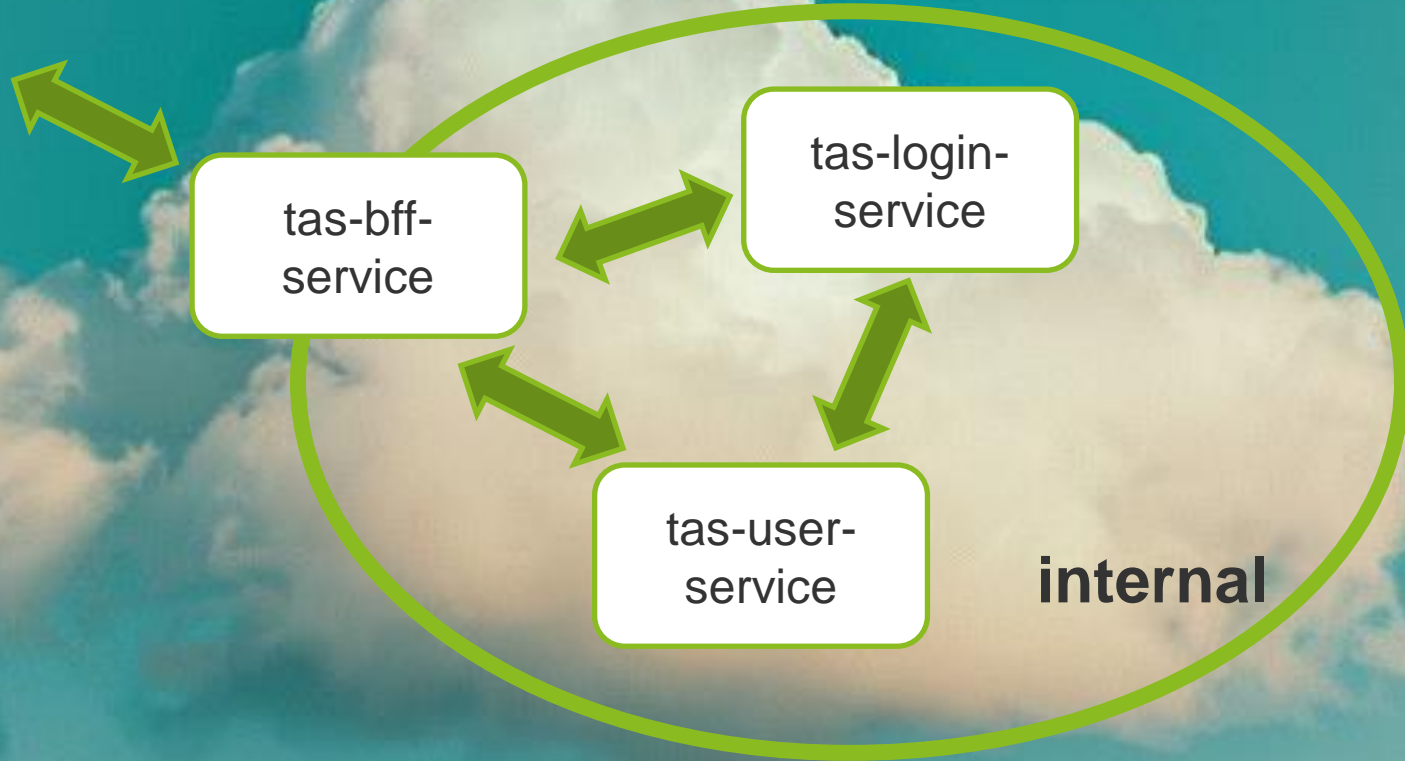 tas-login-
service
tas-bff-
service
tas-user-
service
internal